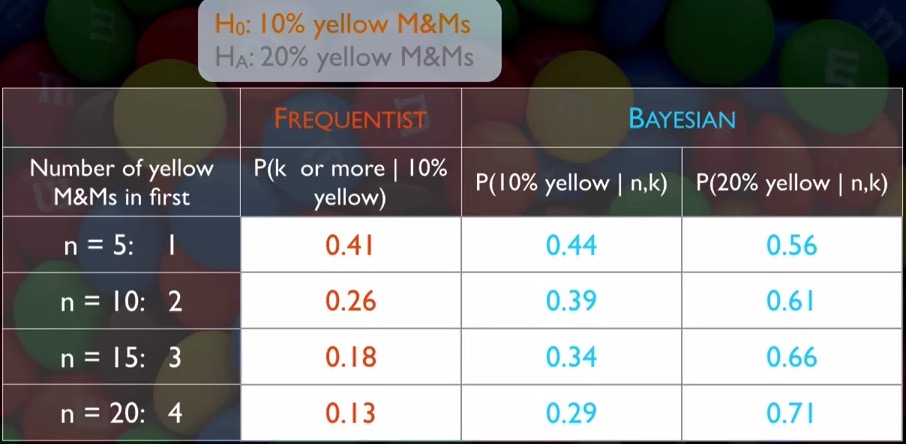 H0: 10% yellow M&Ms
HA: 20% yellow M&Ms
FREQUENTIST
BAYESIAN
Number of yellow
M&Ms in first
P(k or more | 10%
yellow)
P(10% yellow | n,k)
P(20% yellow | n,k)
n = 5: 1
0.41
0.44
0.56
n = 10: 2
0.26
0.39
0.61
n = 15: 3
0.18
0.34
0.66
n = 20: 4
0.13
0.29
0.71